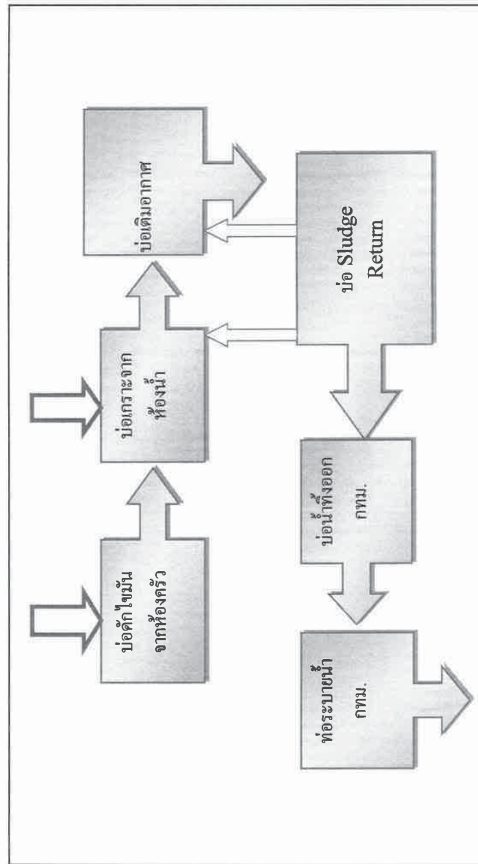 บ่อดักไขมัน
จากห้องครัว
บ่อเกราะจาก
ห้องน้ำ
บ่อเติมอากาศ
บ่อ Sludge
Return
บ่อน้ำทิ้งออก
กทม.
ท่อระบายน้ำ
กทม.